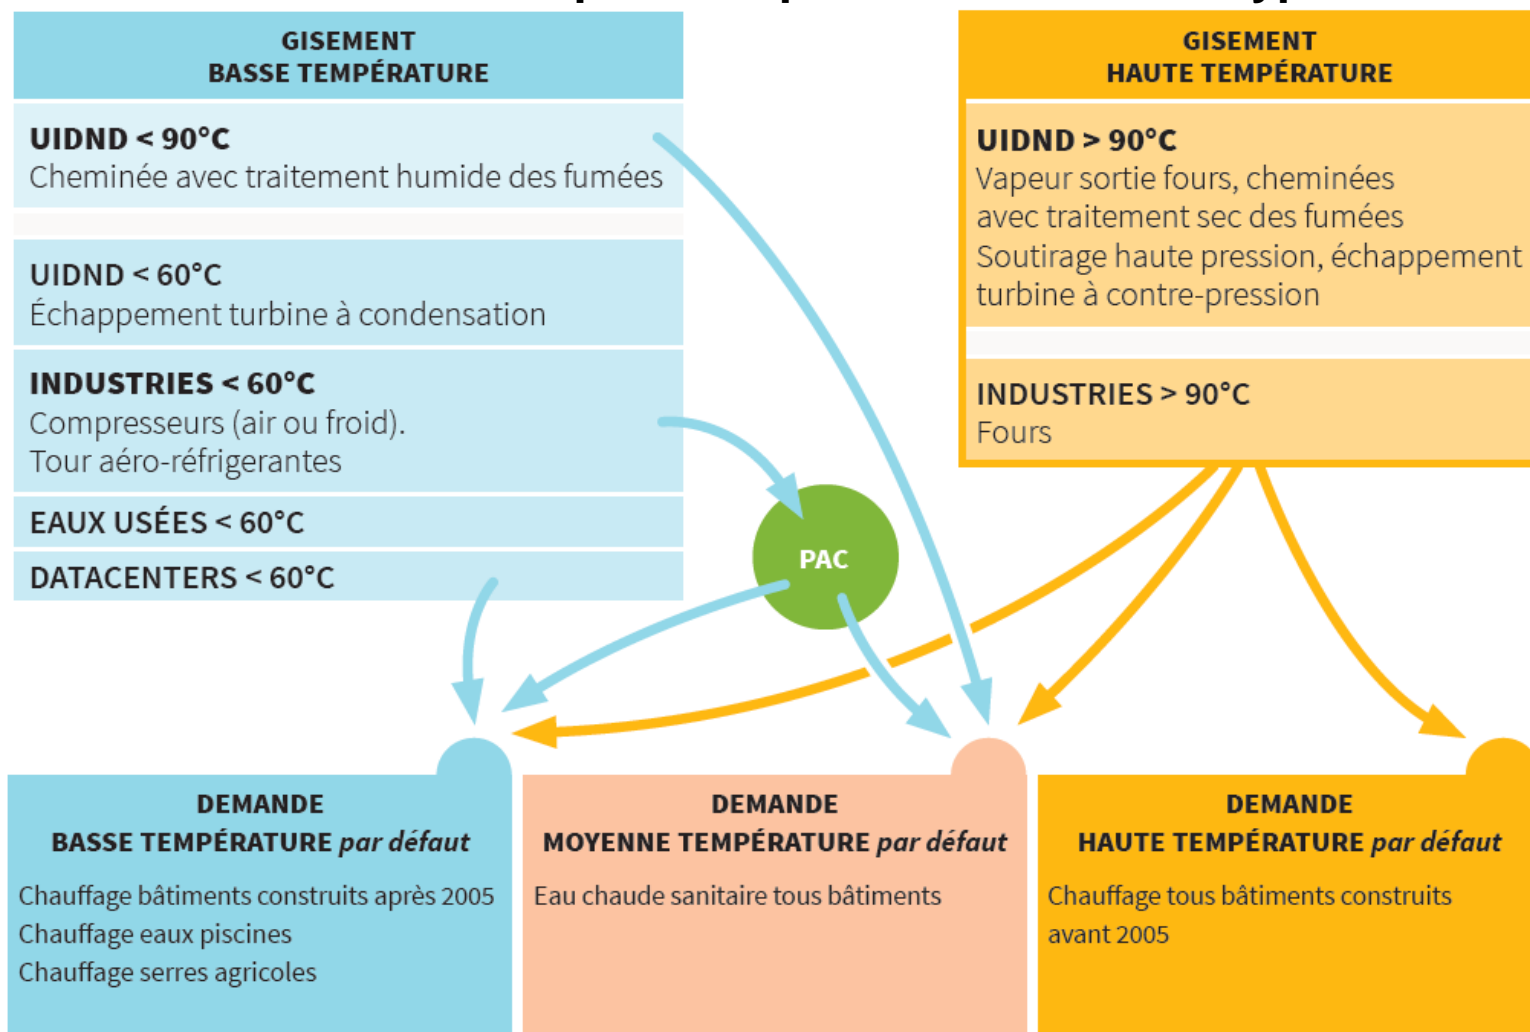 GISEMENT
BASSE TEMPÉRATURE
UIDND < 90°C
Cheminée avec traitement humide des fumées
UIDND < 60°C
Échappement turbine à condensation
INDUSTRIES < 60°C
Compresseurs (air ou froid).
Tour aéro-réfrigerantes
EAUX USÉES < 60°C
DATACENTERS < 60°C
GISEMENT
HAUTE TEMPÉRATURE
UIDND > 90°C
Vapeur sortie fours, cheminées
avec traitement sec des fumées
Soutirage haute pression, échappement
turbine à contre-pression
INDUSTRIES > 90°C
Fours
PAC
DEMANDE
BASSE TEMPÉRATURE par défaut
Chauffage bâtiments construits après 2005
Chauffage eaux piscines
Chauffage serres agricoles
DEMANDE
MOYENNE TEMPÉRATURE par défaut
Eau chaude sanitaire tous bâtiments
DEMANDE
HAUTE TEMPÉRATURE par défaut
Chauffage tous bâtiments construits
avant 2005